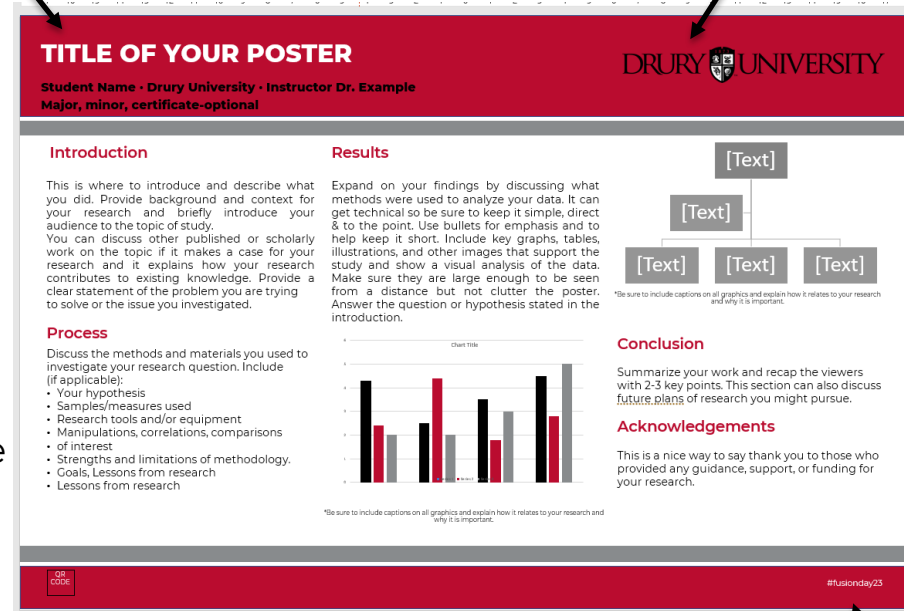 TITLE OF YOUR POSTER
Student Name • Drury University • Instructor Dr. Example
Major, minor, certificate-optional
DRURY UNIVERSITY
Introduction
This is where to introduce and describe what
you did. Provide background and context for
your research and briefly introduce your
audience to the topic of study.
You can discuss other published or scholarly
work on the topic if it makes a case for your
research and it explains how your research
contributes to existing knowledge. Provide a
clear statement of the problem you are trying
to solve or the issue you investigated.
Process
Discuss the methods and materials you used to
investigate your research question. Include
(if applicable):
• Your hypothesis
• Samples/measures used
• Research tools and/or equipment
• Manipulations, correlations, comparisons
• of interest
• Strengths and limitations of methodology.
• Goals, Lessons from research
• Lessons from research
Results
Expand on your findings by discussing what
methods were used to analyze your data. It can
get technical so be sure to keep it simple, direct
& to the point. Use bullets for emphasis and to
help keep it short. Include key graphs, tables,
illustrations, and other images that support the
study and show a visual analysis of the data.
Make sure they are large enough to be seen
from a distance but not clutter the poster.
Answer the question or hypothesis stated in the
introduction.
Chart Title
6
5
4
3
2
1
0
*Be sure to include captions on all graphics and explain how it relates to your research and
why it is important.
[Text]
[Text]
[Text] [Text] [Text]
*Be sure to include captions on all graphics and explain how it relates to your research
and why it is important.
Conclusion
Summarize your work and recap the viewers
with 2-3 key points. This section can also discuss
future plans of research you might pursue.
Acknowledgements
This is a nice way to say thank you to those who
provided any guidance, support, or funding for
your research.
QR
CODE
#fusionday23